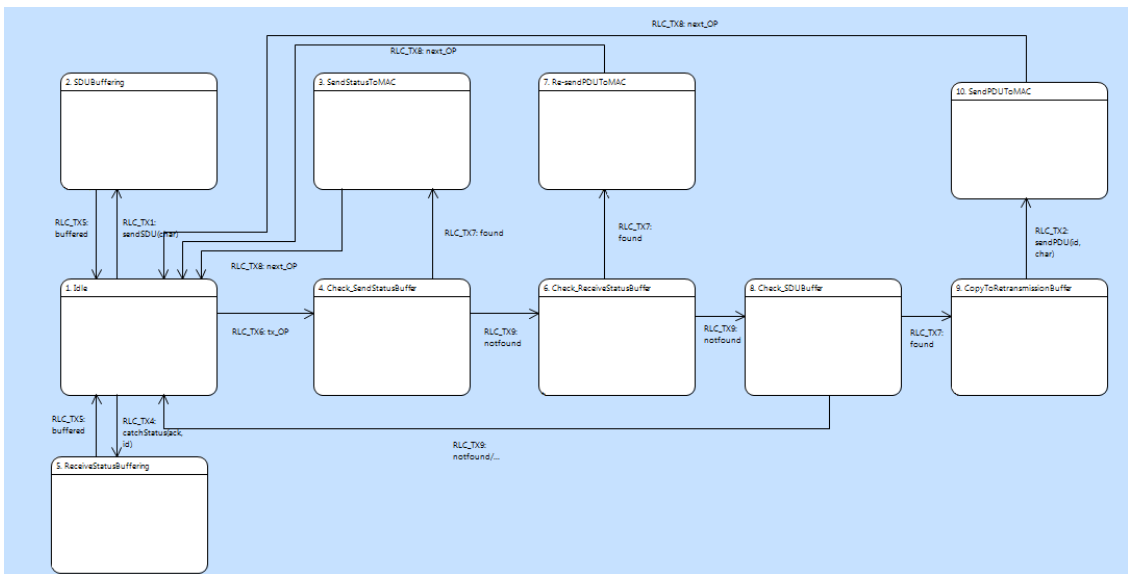 RLC_TX8: next_OP
RLC_TX8: next_OP
2. SDUBuffering
3. SendStatusToMAC
7. Re-sendPDUToMAC
10. SendPDUToMAC
RLC_TX5:
buffered
RLC_TX1:
sendSDU(char)
RLC_TX7: found
RLC_TX7:
found
RLC_TX2:
sendPDU(id,
char)
RLC_TX8: next_OP
1. Idle
4. Check_SendStatusBuffer
6. Check_ReceiveStatusBuffer
8. Check_SDUBuffer
9. CopyToRetransmissionBuffer
RLC_TX6: tx_OP
RLC_TX9:
notfound
RLC_TX9:
notfound
RLC_TX7:
found
RLC_TX5:
buffered
RLC_TX4:
catchStatus(ack,
id)
RLC_TX9:
notfound/...
5. ReceiveStatusBuffering